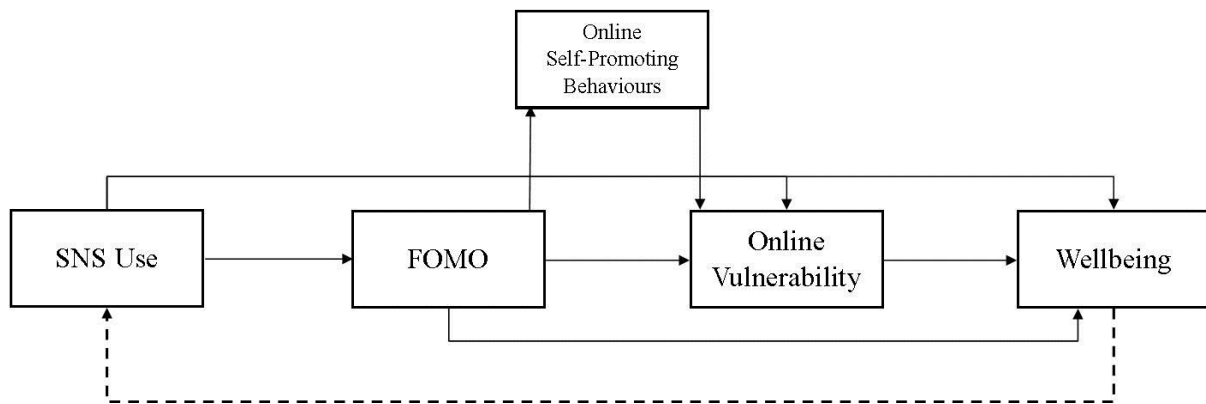 Online
Self-Promoting
Behaviours
SNS Use
FOMO
Online
Vulnerability
Wellbeing